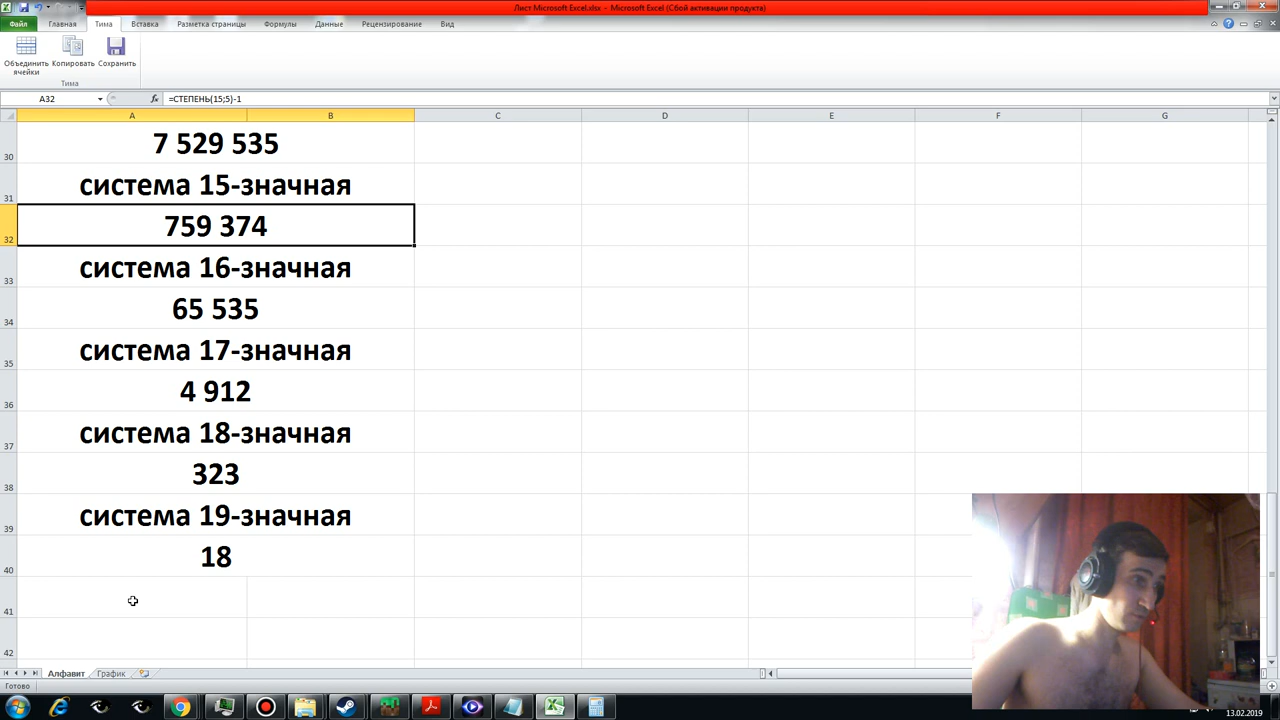 Лист Microsoft Excel.xlsx - Microsoft Excel (Сбой активации продукта)
Файл Главная Тима Вставка Разметка страницы Формулы Данные Рецензирование Вид
Объединить ячейки Копировать Сохранить
Тима
A32 fx =СТЕПЕНЬ(15;5)-1
A B C D E F G
30 7 529 535
31 система 15-значная
32 759 374
33 система 16-значная
34 65 535
35 система 17-значная
36 4 912
37 система 18-значная
38 323
39 система 19-значная
40 18
41
42
Алфавит График
Готово
13.02.2019